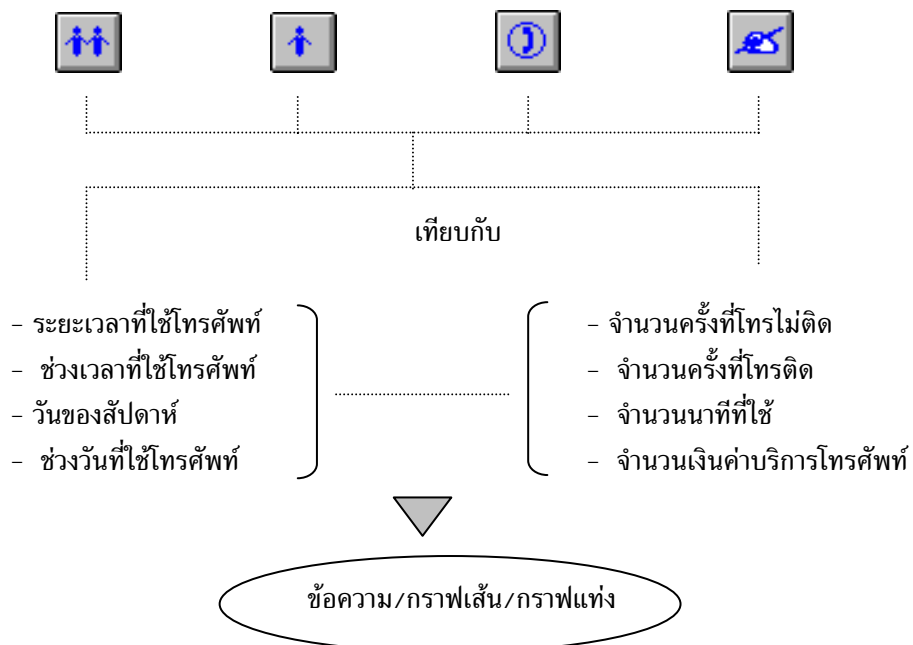 เทียบกับ
- ระยะเวลาที่ใช้โทรศัพท์
- ช่วงเวลาที่ใช้โทรศัพท์
- วันของสัปดาห์
- ช่วงวันที่ใช้โทรศัพท์
- จำนวนครั้งที่โทรไม่ติด
- จำนวนครั้งที่โทรติด
- จำนวนนาทีที่ใช้
- จำนวนเงินค่าบริการโทรศัพท์
ข้อความ/กราฟเส้น/กราฟแท่ง